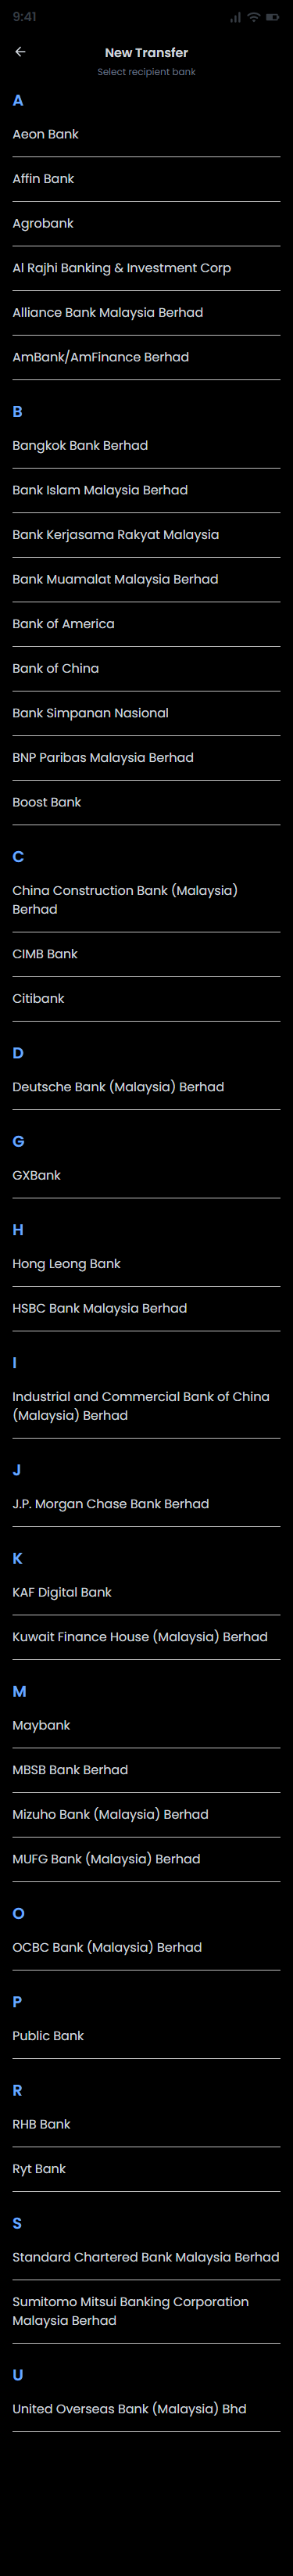 9:41
New Transfer
Select recipient bank
A
Aeon Bank
Affin Bank
Agrobank
Al Rajhi Banking & Investment Corp
Alliance Bank Malaysia Berhad
AmBank/AmFinance Berhad
B
Bangkok Bank Berhad
Bank Islam Malaysia Berhad
Bank Kerjasama Rakyat Malaysia
Bank Muamalat Malaysia Berhad
Bank of America
Bank of China
Bank Simpanan Nasional
BNP Paribas Malaysia Berhad
Boost Bank
C
China Construction Bank (Malaysia)
Berhad
CIMB Bank
Citibank
D
Deutsche Bank (Malaysia) Berhad
G
GXBank
H
Hong Leong Bank
HSBC Bank Malaysia Berhad
I
Industrial and Commercial Bank of China
(Malaysia) Berhad
J
J.P. Morgan Chase Bank Berhad
K
KAF Digital Bank
Kuwait Finance House (Malaysia) Berhad
M
Maybank
MBSB Bank Berhad
Mizuho Bank (Malaysia) Berhad
MUFG Bank (Malaysia) Berhad
O
OCBC Bank (Malaysia) Berhad
P
Public Bank
R
RHB Bank
Ryt Bank
S
Standard Chartered Bank Malaysia Berhad
Sumitomo Mitsui Banking Corporation
Malaysia Berhad
U
United Overseas Bank (Malaysia) Bhd